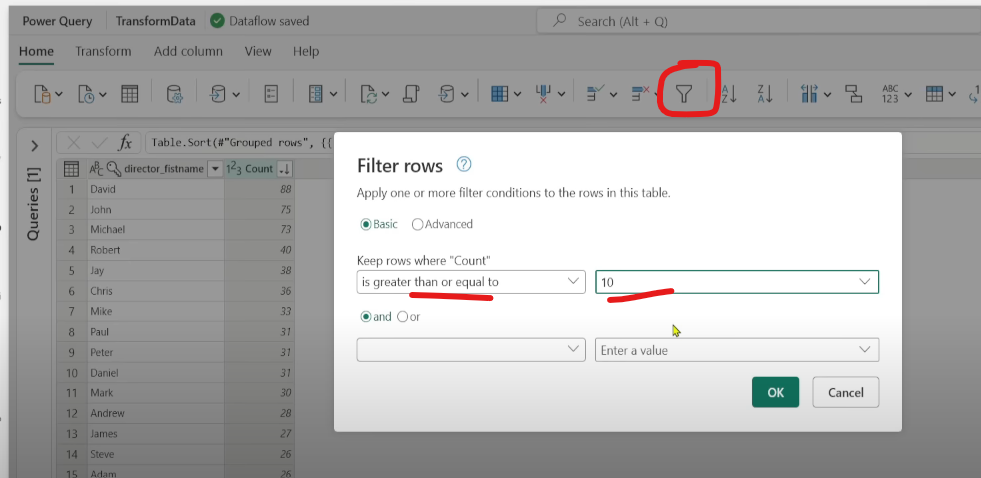 Power Query TransformData Dataflow saved Search (Alt + Q)
Home Transform Add column View Help
A Z Z A ABC 123
fx Table.Sort(#"Grouped rows", {{
Queries [1]
ABC director_fistname 123 Count
1 David 88
2 John 75
3 Michael 73
4 Robert 40
5 Jay 38
6 Chris 36
7 Mike 33
8 Paul 31
9 Peter 31
10 Daniel 31
11 Mark 30
12 Andrew 28
13 James 27
14 Steve 26
15 Adam 26
Filter rows ?
Apply one or more filter conditions to the rows in this table.
Basic Advanced
Keep rows where "Count"
is greater than or equal to 10
and or
Enter a value
OK Cancel